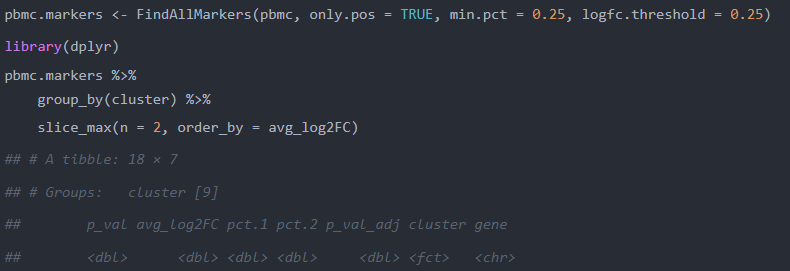 pbmc.markers <- FindAllMarkers(pbmc, only.pos = TRUE, min.pct = 0.25, logfc.threshold = 0.25)
library(dplyr)
pbmc.markers %>%
    group_by(cluster) %>%
    slice_max(n = 2, order_by = avg_log2FC)
## # A tibble: 18 × 7
## # Groups:   cluster [9]
##       p_val avg_log2FC pct.1 pct.2 p_val_adj cluster gene
##       <dbl>      <dbl> <dbl> <dbl>     <dbl> <fct>   <chr>